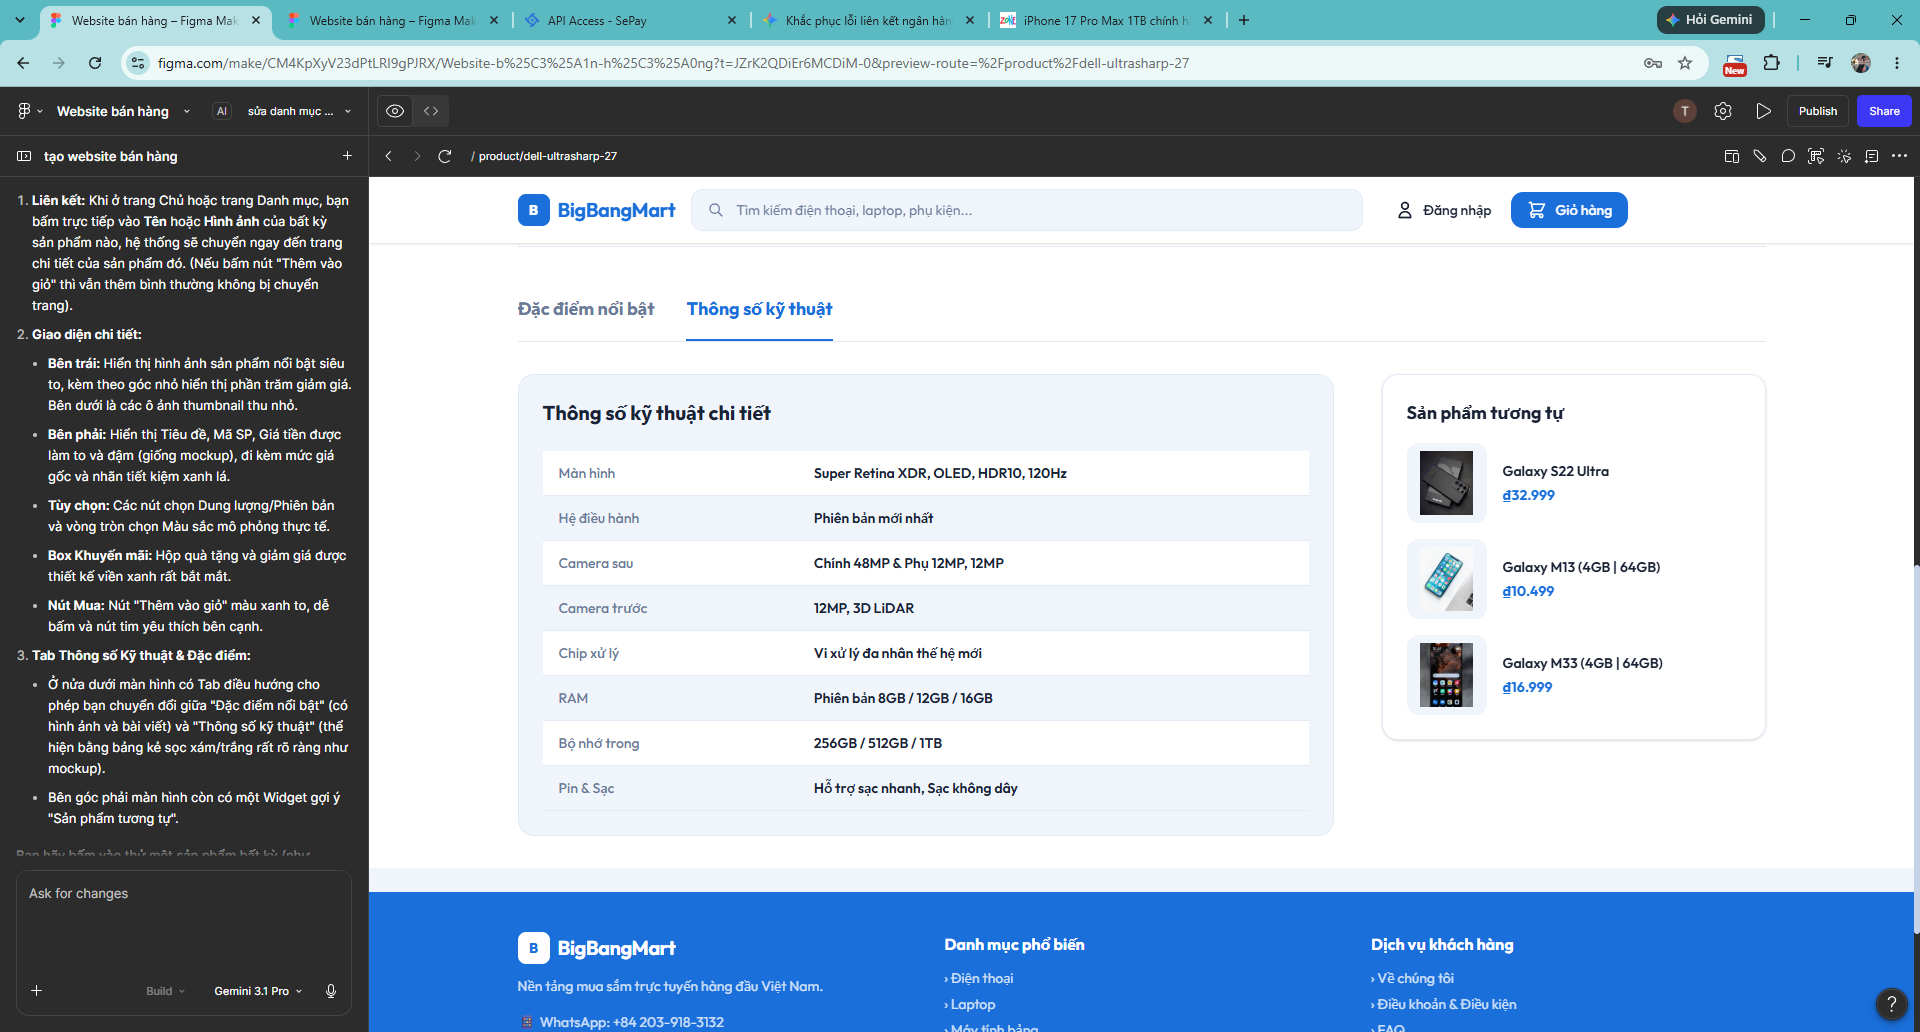 Website bán hàng – Figma Mak
Website bán hàng – Figma Mak
API Access - SePay
Khắc phục lỗi liên kết ngân hàn
iPhone 17 Pro Max 1TB chính h
Hỏi Gemini
figma.com/make/CM4KpXyV23dPtLRI9gPJRX/Website-b%25C3%25A1n-h%25C3%25A0ng?t=JZrK2QDiEr6MCDiM-0&preview-route=%2Fproduct%2Fdell-ultrasharp-27
New
Website bán hàng
AI
sửa danh mục ...
T
Publish
Share
tạo website bán hàng
/ product/dell-ultrasharp-27
1. Liên kết: Khi ở trang Chủ hoặc trang Danh mục, bạn
bấm trực tiếp vào Tên hoặc Hình ảnh của bất kỳ
sản phẩm nào, hệ thống sẽ chuyển ngay đến trang
chi tiết của sản phẩm đó. (Nếu bấm nút "Thêm vào
giỏ" thì vẫn thêm bình thường không bị chuyển
trang).
2. Giao diện chi tiết:
• Bên trái: Hiển thị hình ảnh sản phẩm nổi bật siêu
to, kèm theo góc nhỏ hiển thị phần trăm giảm giá.
Bên dưới là các ô ảnh thumbnail thu nhỏ.
• Bên phải: Hiển thị Tiêu đề, Mã SP, Giá tiền được
làm to và đậm (giống mockup), đi kèm mức giá
gốc và nhãn tiết kiệm xanh lá.
• Tùy chọn: Các nút chọn Dung lượng/Phiên bản
và vòng tròn chọn Màu sắc mô phỏng thực tế.
• Box Khuyến mãi: Hộp quà tặng và giảm giá được
thiết kế viền xanh rất bắt mắt.
• Nút Mua: Nút "Thêm vào giỏ" màu xanh to, dễ
bấm và nút tim yêu thích bên cạnh.
3. Tab Thông số Kỹ thuật & Đặc điểm:
• Ở nửa dưới màn hình có Tab điều hướng cho
phép bạn chuyển đổi giữa "Đặc điểm nổi bật" (có
hình ảnh và bài viết) và "Thông số kỹ thuật" (thể
hiện bằng bảng kẻ sọc xám/trắng rất rõ ràng như
mockup).
• Bên góc phải màn hình còn có một Widget gợi ý
"Sản phẩm tương tự".
Bạn hãy bấm vào thử một sản phẩm bất kỳ (như
Ask for changes
Build
Gemini 3.1 Pro
B
BigBangMart
Tìm kiếm điện thoại, laptop, phụ kiện...
Đăng nhập
Giỏ hàng
Đặc điểm nổi bật
Thông số kỹ thuật
Thông số kỹ thuật chi tiết
Màn hình
Super Retina XDR, OLED, HDR10, 120Hz
Hệ điều hành
Phiên bản mới nhất
Camera sau
Chính 48MP & Phụ 12MP, 12MP
Camera trước
12MP, 3D LiDAR
Chip xử lý
Vi xử lý đa nhân thế hệ mới
RAM
Phiên bản 8GB / 12GB / 16GB
Bộ nhớ trong
256GB / 512GB / 1TB
Pin & Sạc
Hỗ trợ sạc nhanh, Sạc không dây
Sản phẩm tương tự
Galaxy S22 Ultra
₫32.999
Galaxy M13 (4GB | 64GB)
₫10.499
Galaxy M33 (4GB | 64GB)
₫16.999
B
BigBangMart
Nền tảng mua sắm trực tuyến hàng đầu Việt Nam.
WhatsApp: +84 203-918-3132
Danh mục phổ biến
› Điện thoại
› Laptop
› Máy tính bảng
Dịch vụ khách hàng
› Về chúng tôi
› Điều khoản & Điều kiện
› FAQ
?